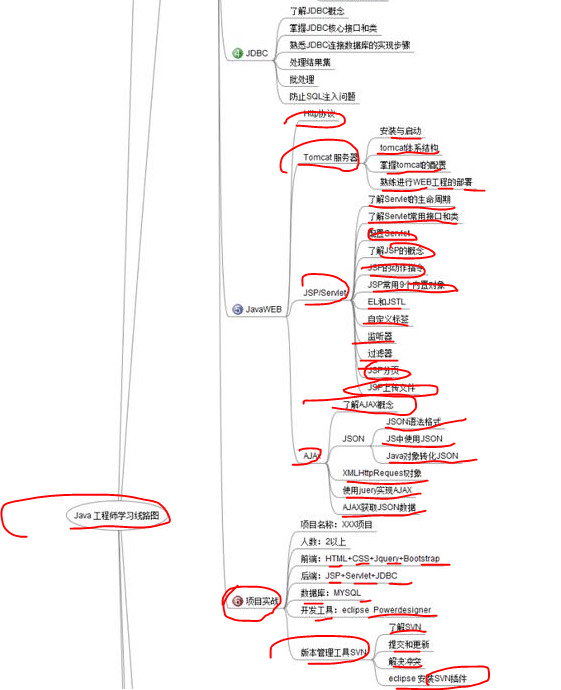 了解JDBC概念
掌握JDBC核心接口和类
熟悉JDBC连接数据库的实现步骤
④ JDBC
处理结果集
批处理
防止SQL注入问题
Http协议
安装与启动
tomcat体系结构
Tomcat 服务器
掌握tomcat的配置
熟练进行WEB工程的部署
了解Servlet的生命周期
了解Servlet常用接口和类
配置Servlet
了解JSP的概念
JSP的动作指令
JSP常用9个内置对象
JSP/Servlet
EL和JSTL
⑤ JavaWEB
自定义标签
监听器
过滤器
JSP分页
JSP上传文件
了解AJAX概念
JSON语法格式
JSON
JS中使用JSON
Java对象转化JSON
AJAX
XMLHttpRequest对象
使用juery实现AJAX
AJAX获取JSON数据
Java 工程师学习线路图
项目名称：XXX项目
人数：2以上
前端：HTML+CSS+Jquery+Bootstrap
后端：JSP+Servlet+JDBC
⑥ 项目实战
数据库：MYSQL
开发工具：eclipse Powerdesigner
了解SVN
提交和更新
版本管理工具SVN
解决冲突
eclipse 安装SVN插件